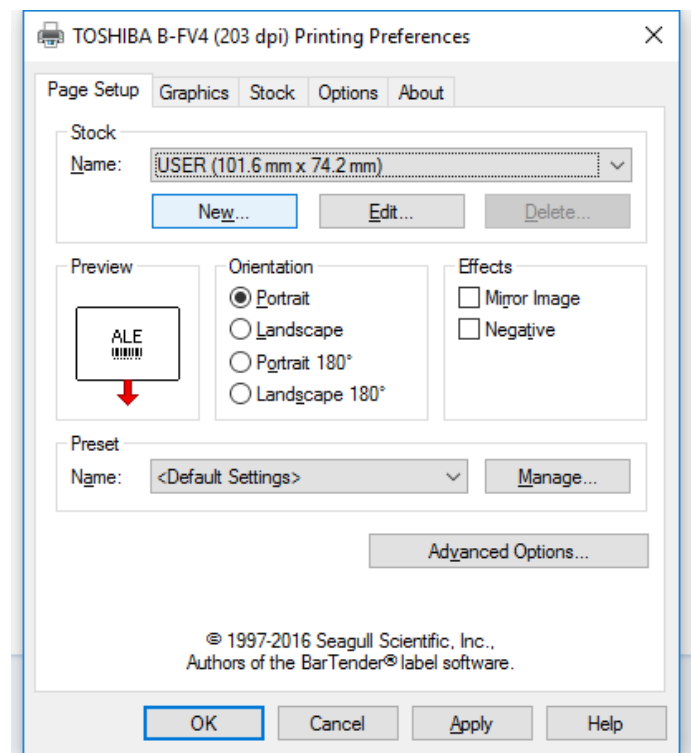 TOSHIBA B-FV4 (203 dpi) Printing Preferences
Page Setup Graphics Stock Options About
Stock
Name: USER (101.6 mm x 74.2 mm)
New... Edit... Delete...
Preview
ALE
Orientation
Portrait
Landscape
Portrait 180°
Landscape 180°
Effects
Mirror Image
Negative
Preset
Name: <Default Settings> Manage...
Advanced Options...
© 1997-2016 Seagull Scientific, Inc.,
Authors of the BarTender® label software.
OK Cancel Apply Help